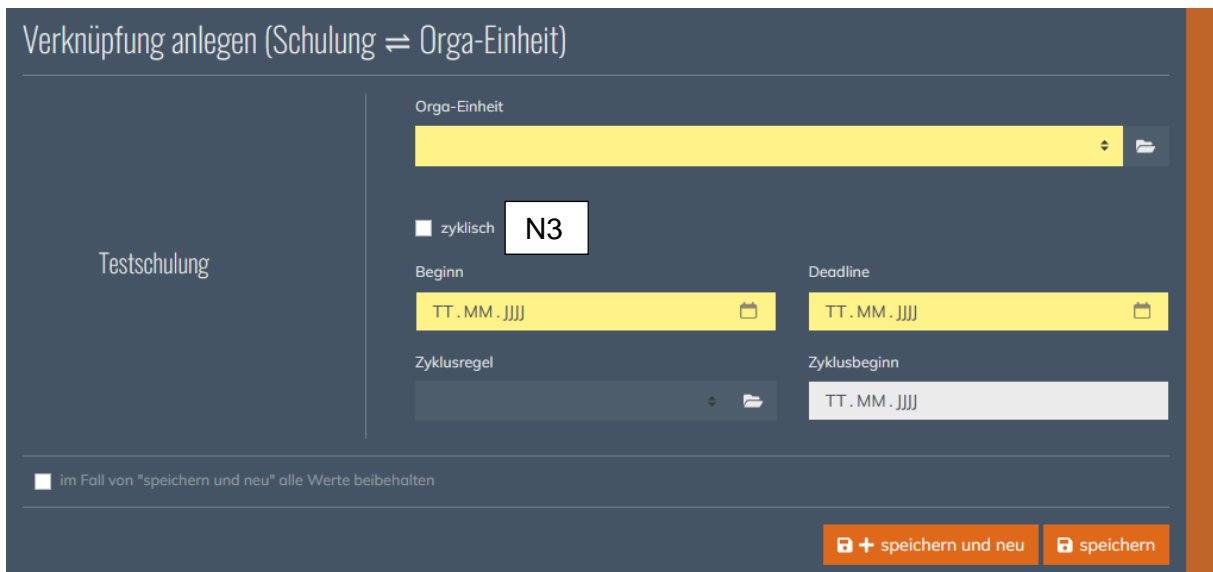 Verknüpfung anlegen (Schulung ⇌ Orga-Einheit)
Testschulung
Orga-Einheit
zyklisch N3
Beginn Deadline
TT.MM.JJJJ TT.MM.JJJJ
Zyklusregel Zyklusbeginn
TT.MM.JJJJ
im Fall von "speichern und neu" alle Werte beibehalten
+ speichern und neu speichern